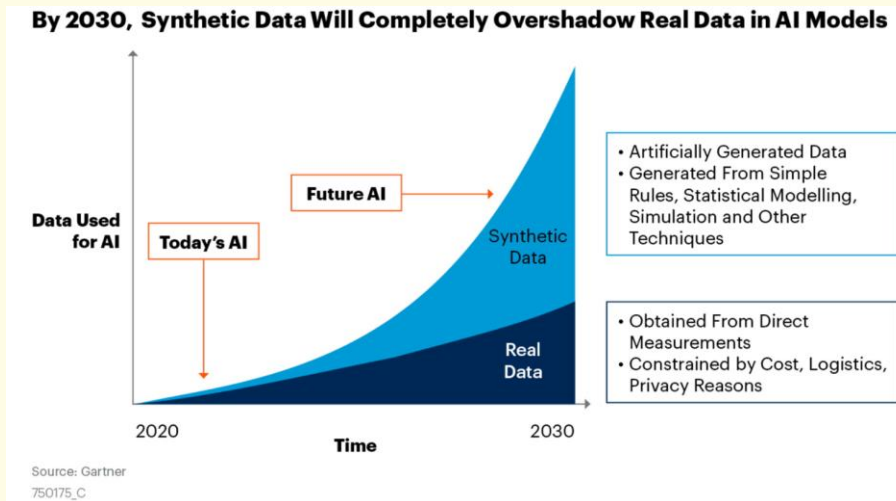 By 2030, Synthetic Data Will Completely Overshadow Real Data in AI Models
Data Used
for AI
Today's AI
Future AI
Synthetic
Data
Real
Data
• Artificially Generated Data
• Generated From Simple
Rules, Statistical Modelling,
Simulation and Other
Techniques
• Obtained From Direct
Measurements
• Constrained by Cost, Logistics,
Privacy Reasons
2020
2030
Time
Source: Gartner
750175_C